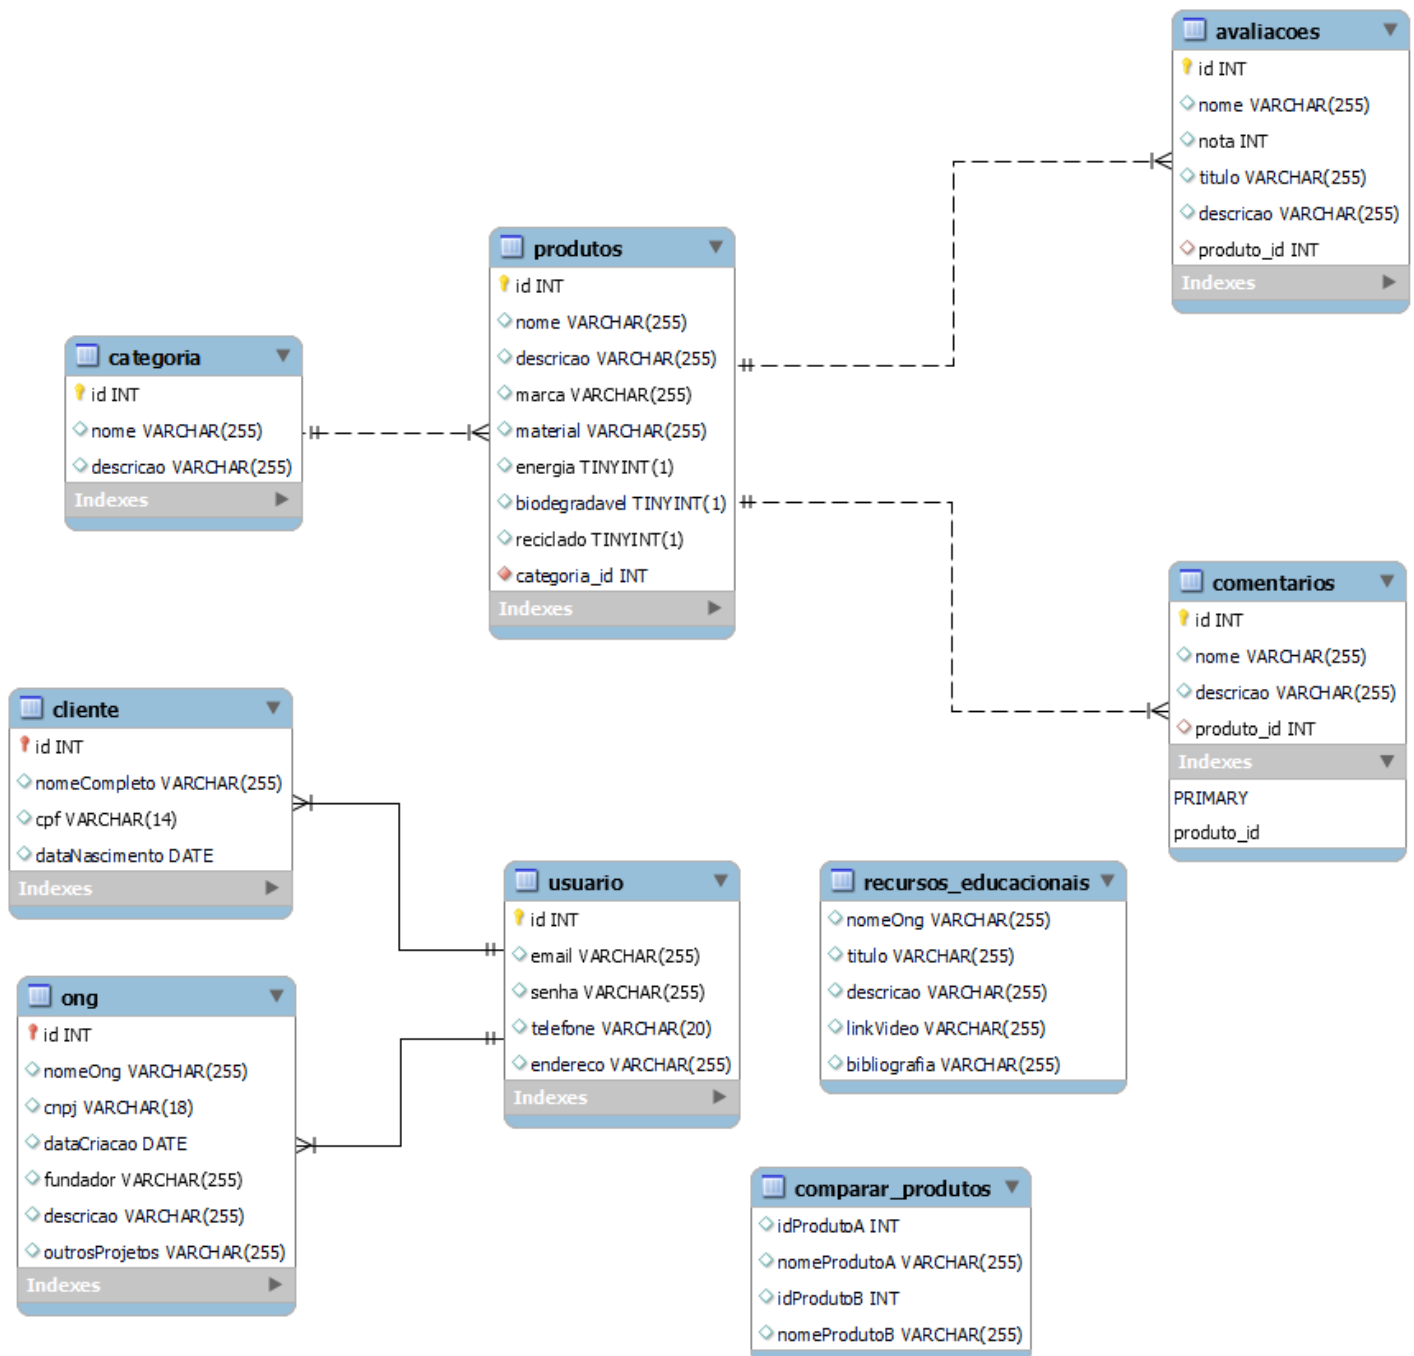 avaliacoes
id INT
nome VARCHAR(255)
nota INT
titulo VARCHAR(255)
descricao VARCHAR(255)
produto_id INT
Indexes
produtos
id INT
nome VARCHAR(255)
descricao VARCHAR(255)
marca VARCHAR(255)
material VARCHAR(255)
energia TINYINT(1)
biodegradavel TINYINT(1)
reciclado TINYINT(1)
categoria_id INT
Indexes
categoria
id INT
nome VARCHAR(255)
descricao VARCHAR(255)
Indexes
comentarios
id INT
nome VARCHAR(255)
descricao VARCHAR(255)
produto_id INT
Indexes
PRIMARY
produto_id
cliente
id INT
nomeCompleto VARCHAR(255)
cpf VARCHAR(14)
dataNascimento DATE
Indexes
usuario
id INT
email VARCHAR(255)
senha VARCHAR(255)
telefone VARCHAR(20)
endereco VARCHAR(255)
Indexes
recursos_educacionais
nomeOng VARCHAR(255)
titulo VARCHAR(255)
descricao VARCHAR(255)
linkVideo VARCHAR(255)
bibliografia VARCHAR(255)
ong
id INT
nomeOng VARCHAR(255)
cnpj VARCHAR(18)
dataCriacao DATE
fundador VARCHAR(255)
descricao VARCHAR(255)
outrosProjetos VARCHAR(255)
Indexes
comparar_produtos
idProdutoA INT
nomeProdutoA VARCHAR(255)
idProdutoB INT
nomeProdutoB VARCHAR(255)